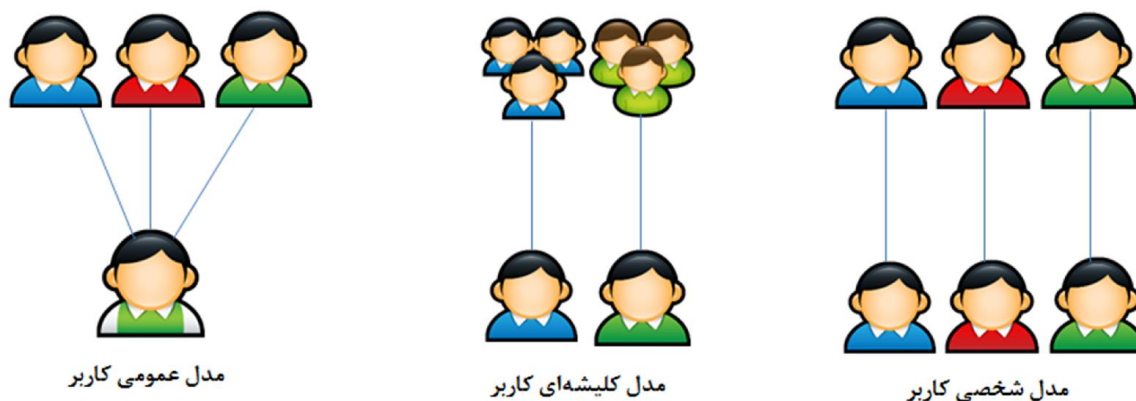 مدل شخصی کاربر
مدل کلیشه‌ای کاربر
مدل عمومی کاربر